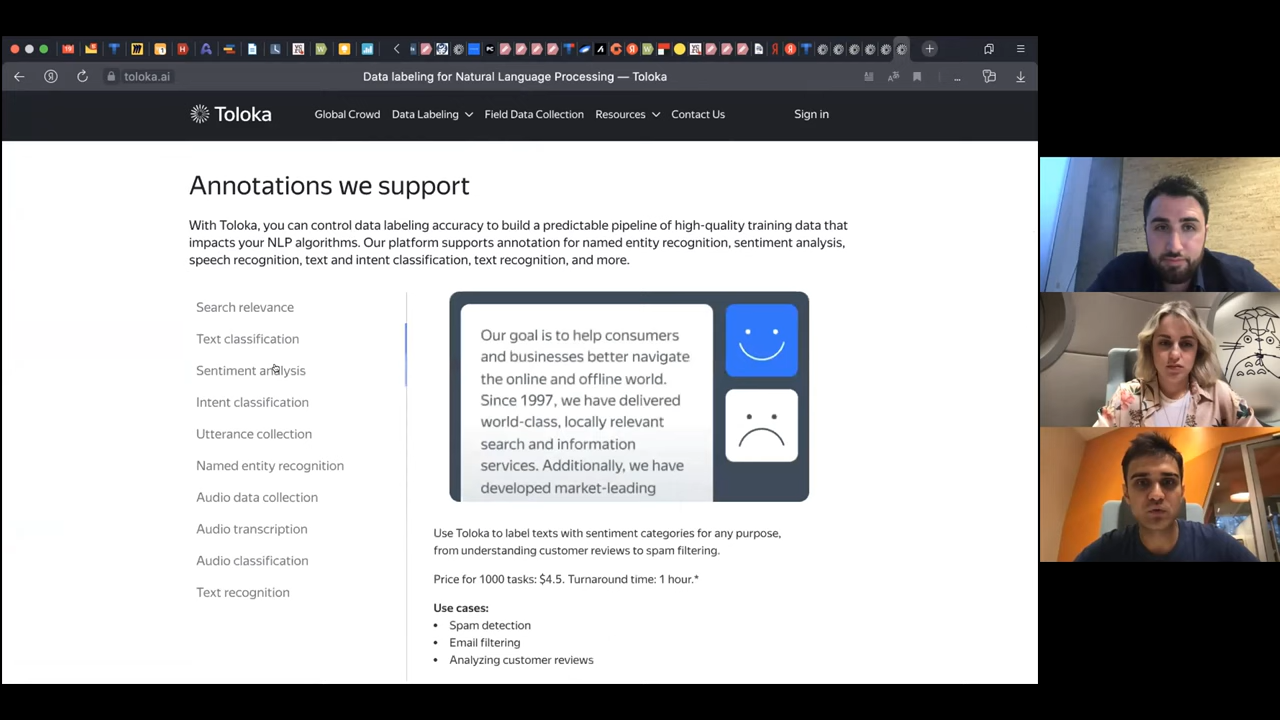 toloka.ai
Data labeling for Natural Language Processing — Toloka
Toloka
Global Crowd
Data Labeling
Field Data Collection
Resources
Contact Us
Sign in
Annotations we support
With Toloka, you can control data labeling accuracy to build a predictable pipeline of high-quality training data that
impacts your NLP algorithms. Our platform supports annotation for named entity recognition, sentiment analysis,
speech recognition, text and intent classification, text recognition, and more.
Search relevance
Text classification
Sentiment analysis
Intent classification
Utterance collection
Named entity recognition
Audio data collection
Audio transcription
Audio classification
Text recognition
Our goal is to help consumers
and businesses better navigate
the online and offline world.
Since 1997, we have delivered
world-class, locally relevant
search and information
services. Additionally, we have
developed market-leading
Use Toloka to label texts with sentiment categories for any purpose,
from understanding customer reviews to spam filtering.
Price for 1000 tasks: $4.5. Turnaround time: 1 hour.*
Use cases:
• Spam detection
• Email filtering
• Analyzing customer reviews